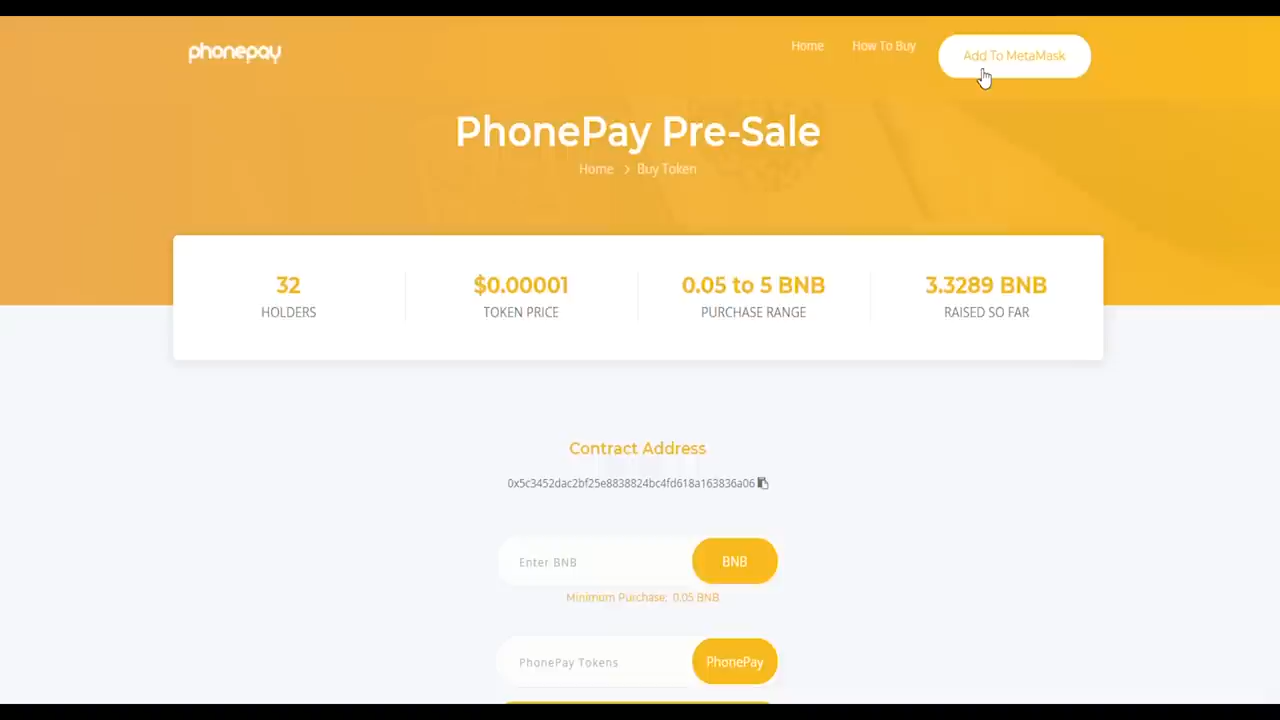 phonepay
Home
How To Buy
Add To MetaMask
PhonePay Pre-Sale
Home > Buy Token
32
HOLDERS
$0.00001
TOKEN PRICE
0.05 to 5 BNB
PURCHASE RANGE
3.3289 BNB
RAISED SO FAR
Contract Address
0x5c3452dac2bf25e8838824bc4fd618a163836a06
Enter BNB
BNB
Minimum Purchase: 0.05 BNB
PhonePay Tokens
PhonePay